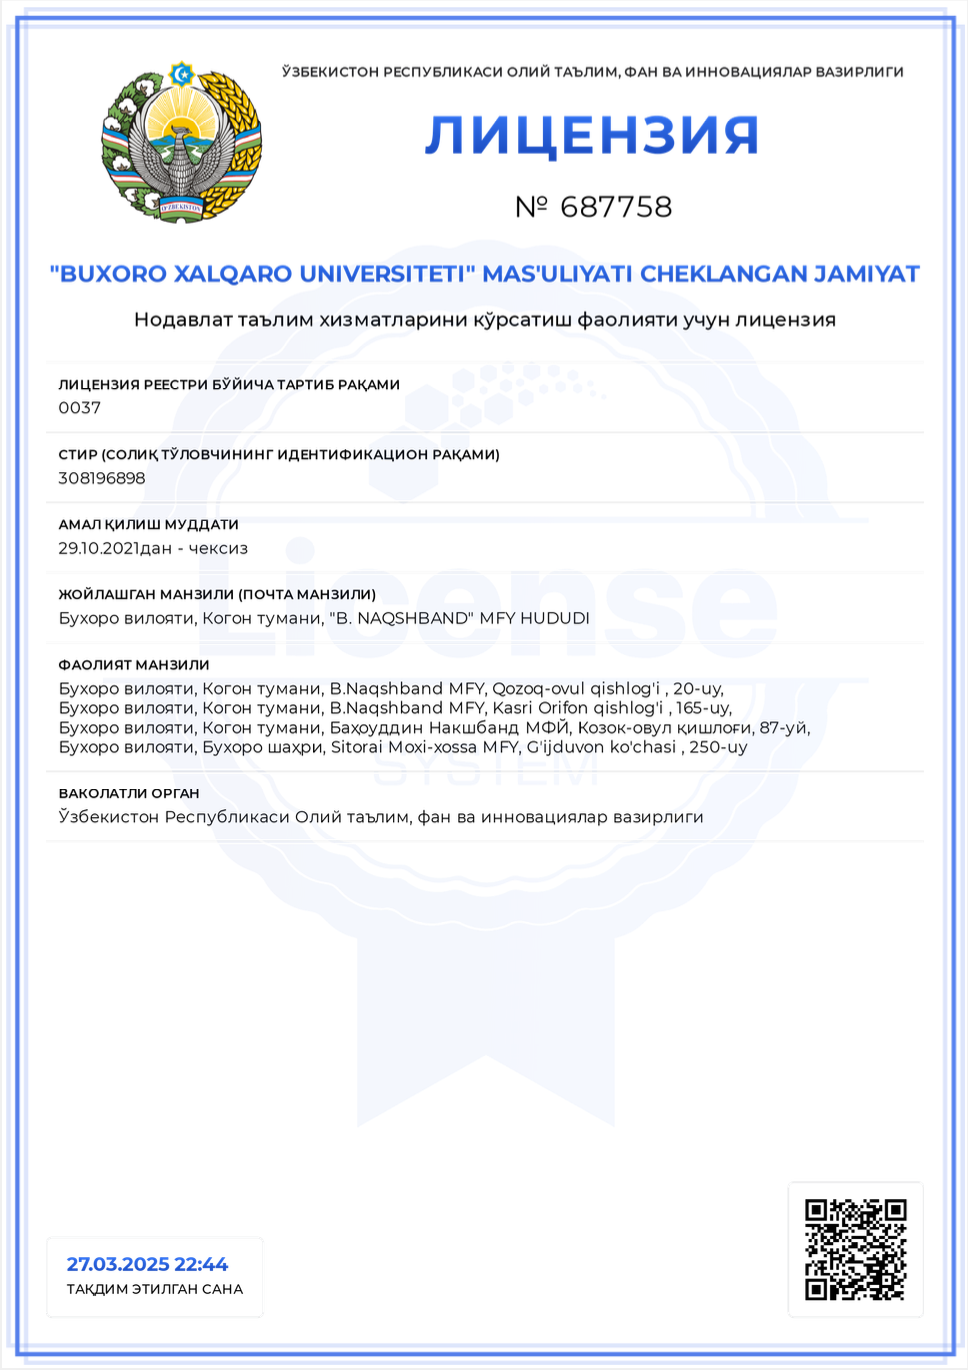 ЎЗБЕКИСТОН РЕСПУБЛИКАСИ ОЛИЙ ТАЪЛИМ, ФАН ВА ИННОВАЦИЯЛАР ВАЗИРЛИГИ
ЛИЦЕНЗИЯ
№ 687758
O'ZBEKISTON
"BUXORO XALQARO UNIVERSITETI" MAS'ULIYATI CHEKLANGAN JAMIYAT
Нодавлат таълим хизматларини кўрсатиш фаолияти учун лицензия
ЛИЦЕНЗИЯ РЕЕСТРИ БЎЙИЧА ТАРТИБ РАҚАМИ
0037
СТИР (СОЛИҚ ТЎЛОВЧИНИНГ ИДЕНТИФИКАЦИОН РАҚАМИ)
308196898
АМАЛ ҚИЛИШ МУДДАТИ
29.10.2021дан - чексиз
License
ЖОЙЛАШГАН МАНЗИЛИ (ПОЧТА МАНЗИЛИ)
Бухоро вилояти, Когон тумани, "B. NAQSHBAND" MFY HUDUDI
ФАОЛИЯТ МАНЗИЛИ
Бухоро вилояти, Когон тумани, B.Naqshband MFY, Qozoq-ovul qishlog'i , 20-uy,
Бухоро вилояти, Когон тумани, B.Naqshband MFY, Kasri Orifon qishlog'i , 165-uy,
Бухоро вилояти, Когон тумани, Баҳоуддин Накшбанд МФЙ, Козок-овул қишлоғи, 87-уй,
Бухоро вилояти, Бухоро шаҳри, Sitorai Moxi-xossa MFY, G'ijduvon ko'chasi , 250-uy
SYSTEM
ВАКОЛАТЛИ ОРГАН
Ўзбекистон Республикаси Олий таълим, фан ва инновациялар вазирлиги
27.03.2025 22:44
ТАҚДИМ ЭТИЛГАН САНА